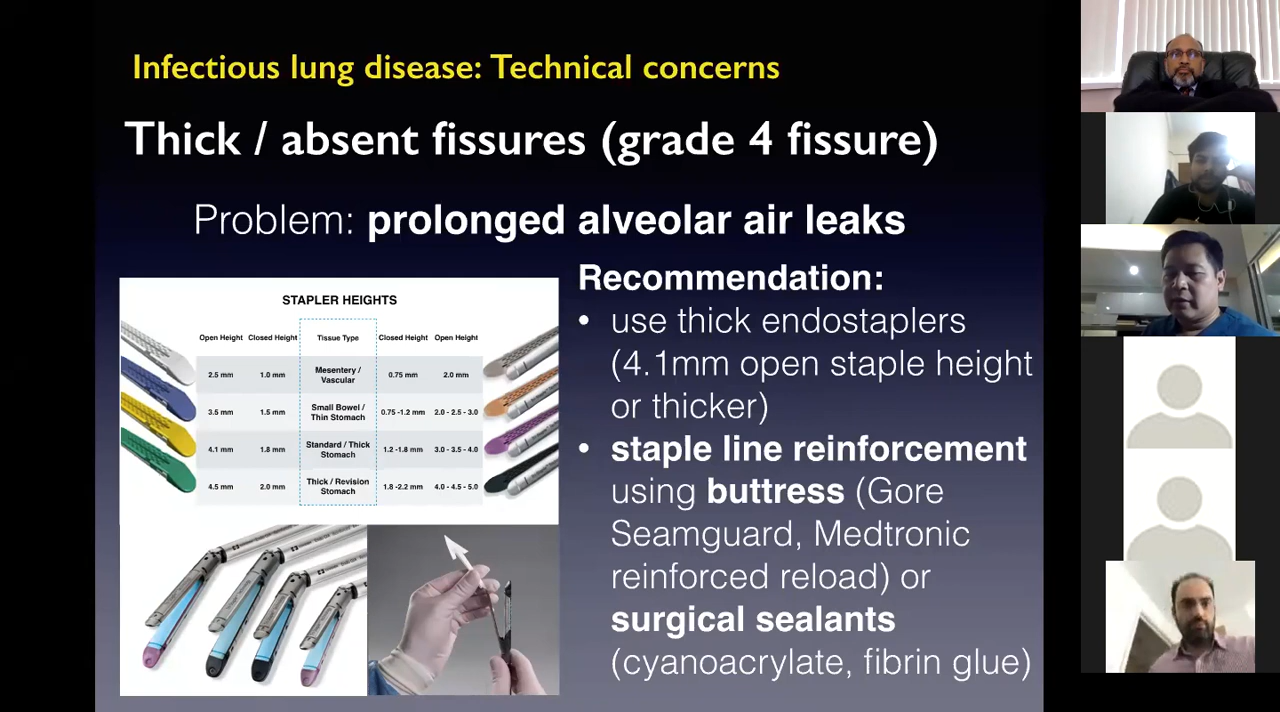 Infectious lung disease: Technical concerns
Thick / absent fissures (grade 4 fissure)
Problem: prolonged alveolar air leaks
STAPLER HEIGHTS
Open Height Closed Height Tissue Type Closed Height Open Height
2.5 mm 1.0 mm Mesentery / Vascular 0.75 mm 2.0 mm
3.5 mm 1.5 mm Small Bowel / Thin Stomach 0.75 -1.2 mm 2.0 - 2.5 - 3.0
4.1 mm 1.8 mm Standard / Thick Stomach 1.2 -1.8 mm 3.0 - 3.5 - 4.0
4.5 mm 2.0 mm Thick / Revision Stomach 1.8 -2.2 mm 4.0 - 4.5 - 5.0
Recommendation:
• use thick endostaplers
(4.1mm open staple height
or thicker)
• staple line reinforcement
using buttress (Gore
Seamguard, Medtronic
reinforced reload) or
surgical sealants
(cyanoacrylate, fibrin glue)